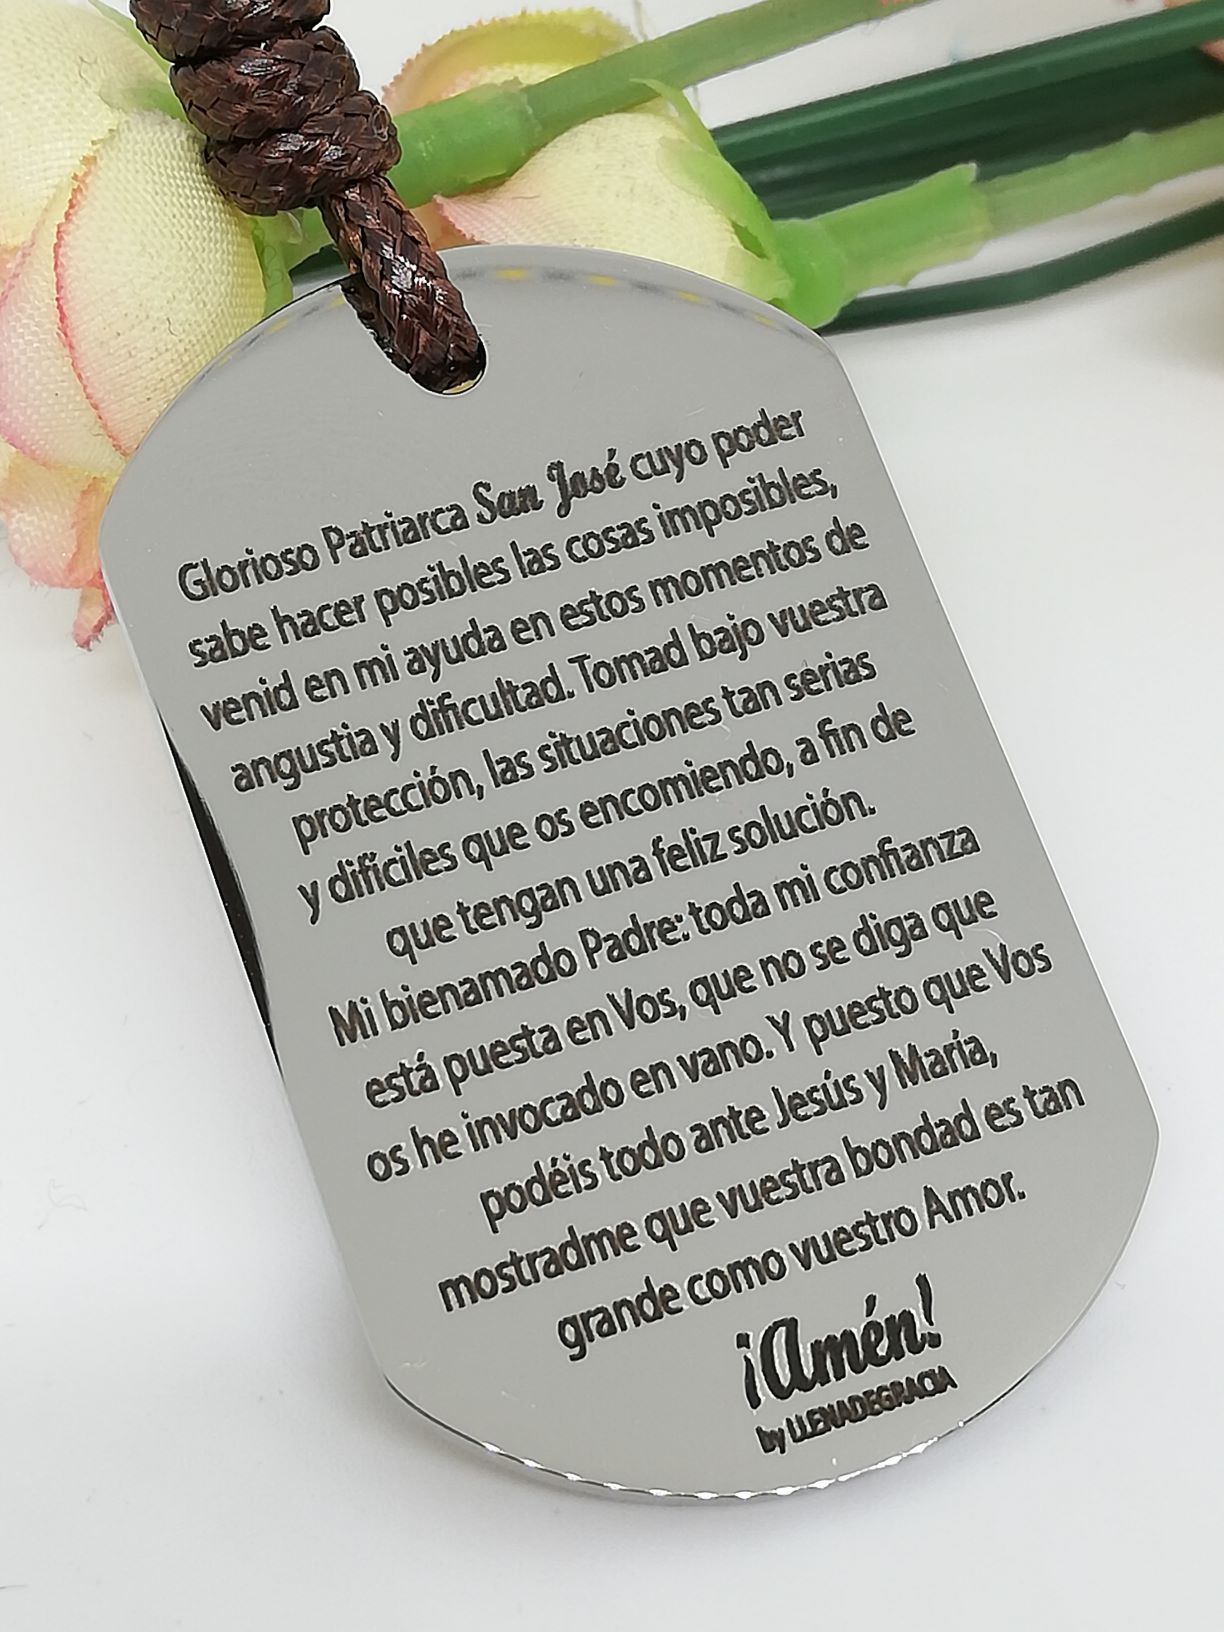 Glorioso Patriarca San José cuyo poder
sabe hacer posibles las cosas imposibles,
venid en mi ayuda en estos momentos de
angustia y dificultad. Tomad bajo vuestra
protección, las situaciones tan serias
y difíciles que os encomiendo, a fin de
que tengan una feliz solución.
Mi bienamado Padre: toda mi confianza
está puesta en Vos, que no se diga que
os he invocado en vano. Y puesto que Vos
podéis todo ante Jesús y María,
mostradme que vuestra bondad es tan
grande como vuestro Amor.
¡Amén!
by LLENADEGRACIA